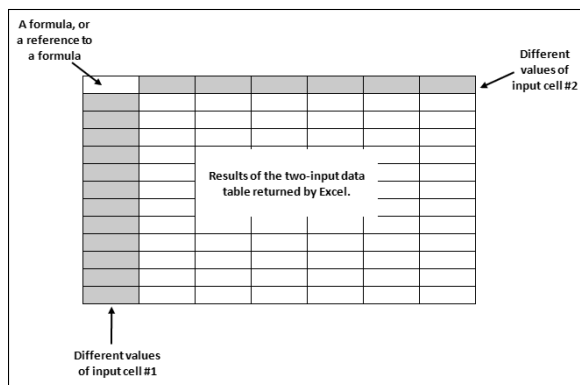 A formula, or
a reference to
a formula
Different
values of
input cell #2
Results of the two-input data
table returned by Excel.
Different values
of input cell #1